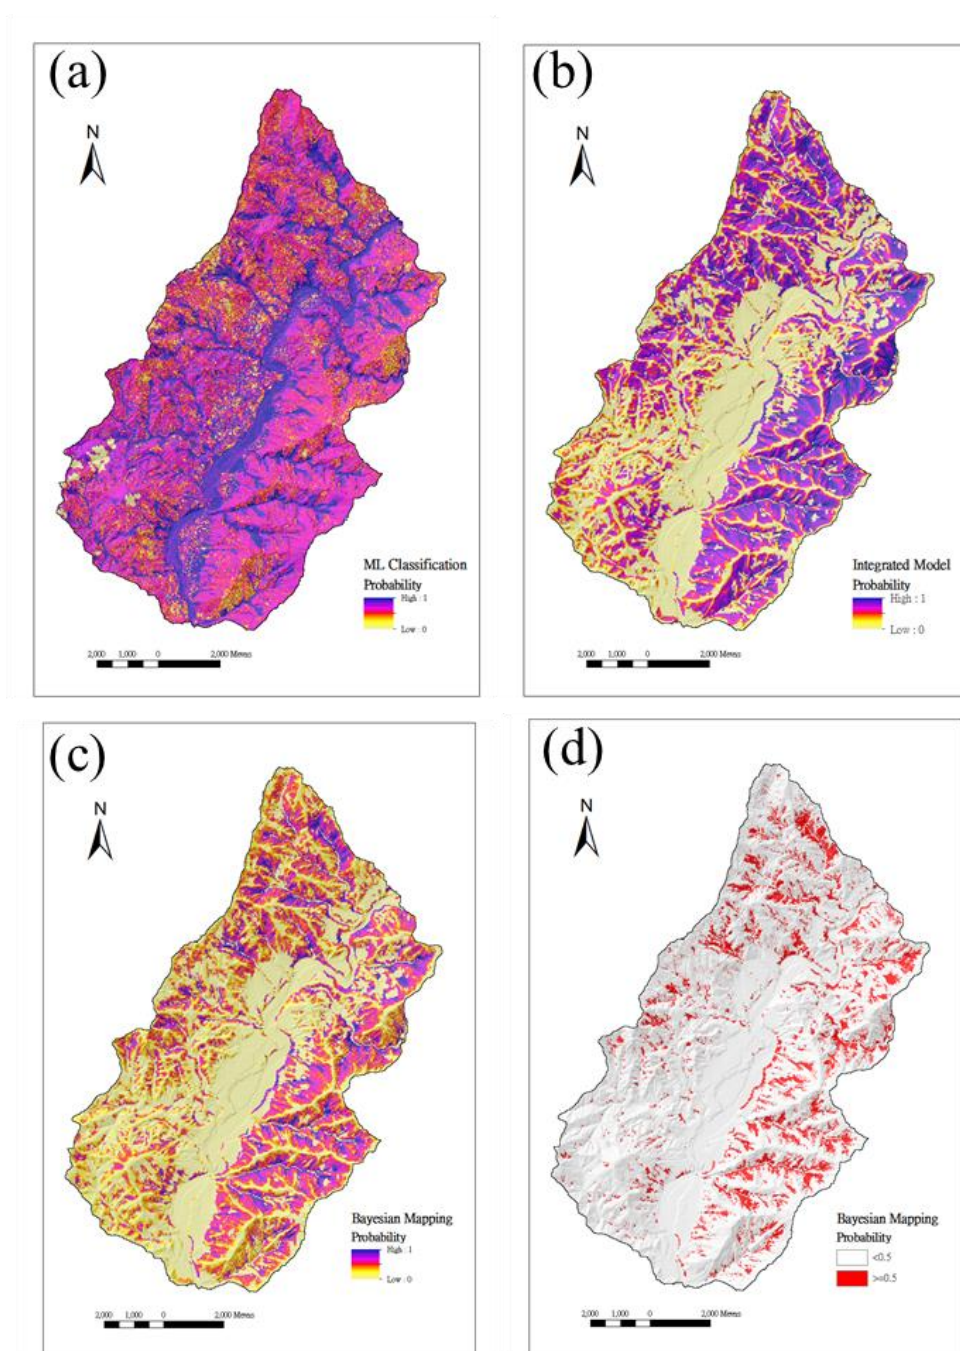 (a)
N
ML Classification
Probability
High : 1
Low : 0
2,000 1,000 0 2,000 Meters
(b)
N
Integrated Model
Probability
High : 1
Low : 0
2,000 1,000 0 2,000 Meters
(c)
N
Bayesian Mapping
Probability
High : 1
Low : 0
2,000 1,000 0 2,000 Meters
(d)
N
Bayesian Mapping
Probability
<0.5
>=0.5
2,000 1,000 0 2,000 Meters